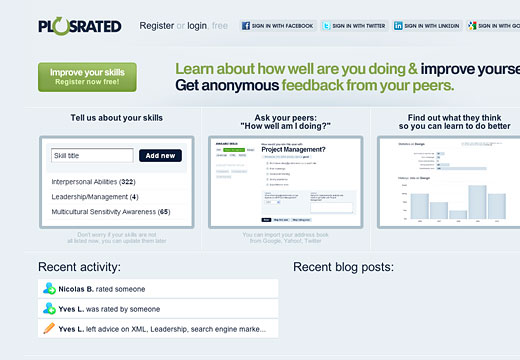 PLUSRATED
Register or login. free
SIGN IN WITH FACEBOOK
SIGN IN WITH TWITTER
SIGN IN WITH LINKEDIN
SIGN IN WITH GO
Improve your skills
Register now free!
Learn about how well are you doing & improve yourse
Get anonymous feedback from your peers.
Tell us about your skills
Skill title
Add new
Interpersonal Abilities (322)
Leadership/Management (4)
Multicultural Sensitivity Awareness (65)
Don't worry if your skills are not
all listed now, you can update them later
Ask your peers:
"How well am I doing?"
Project Management?
You can import your address book
from Google, Yahoo!, Twitter
Find out what they think
so you can learn to do better
Recent activity:
Nicolas B. rated someone
Yves L. was rated by someone
Yves L. left advice on XML, Leadership, search engine marke...
Recent blog posts: